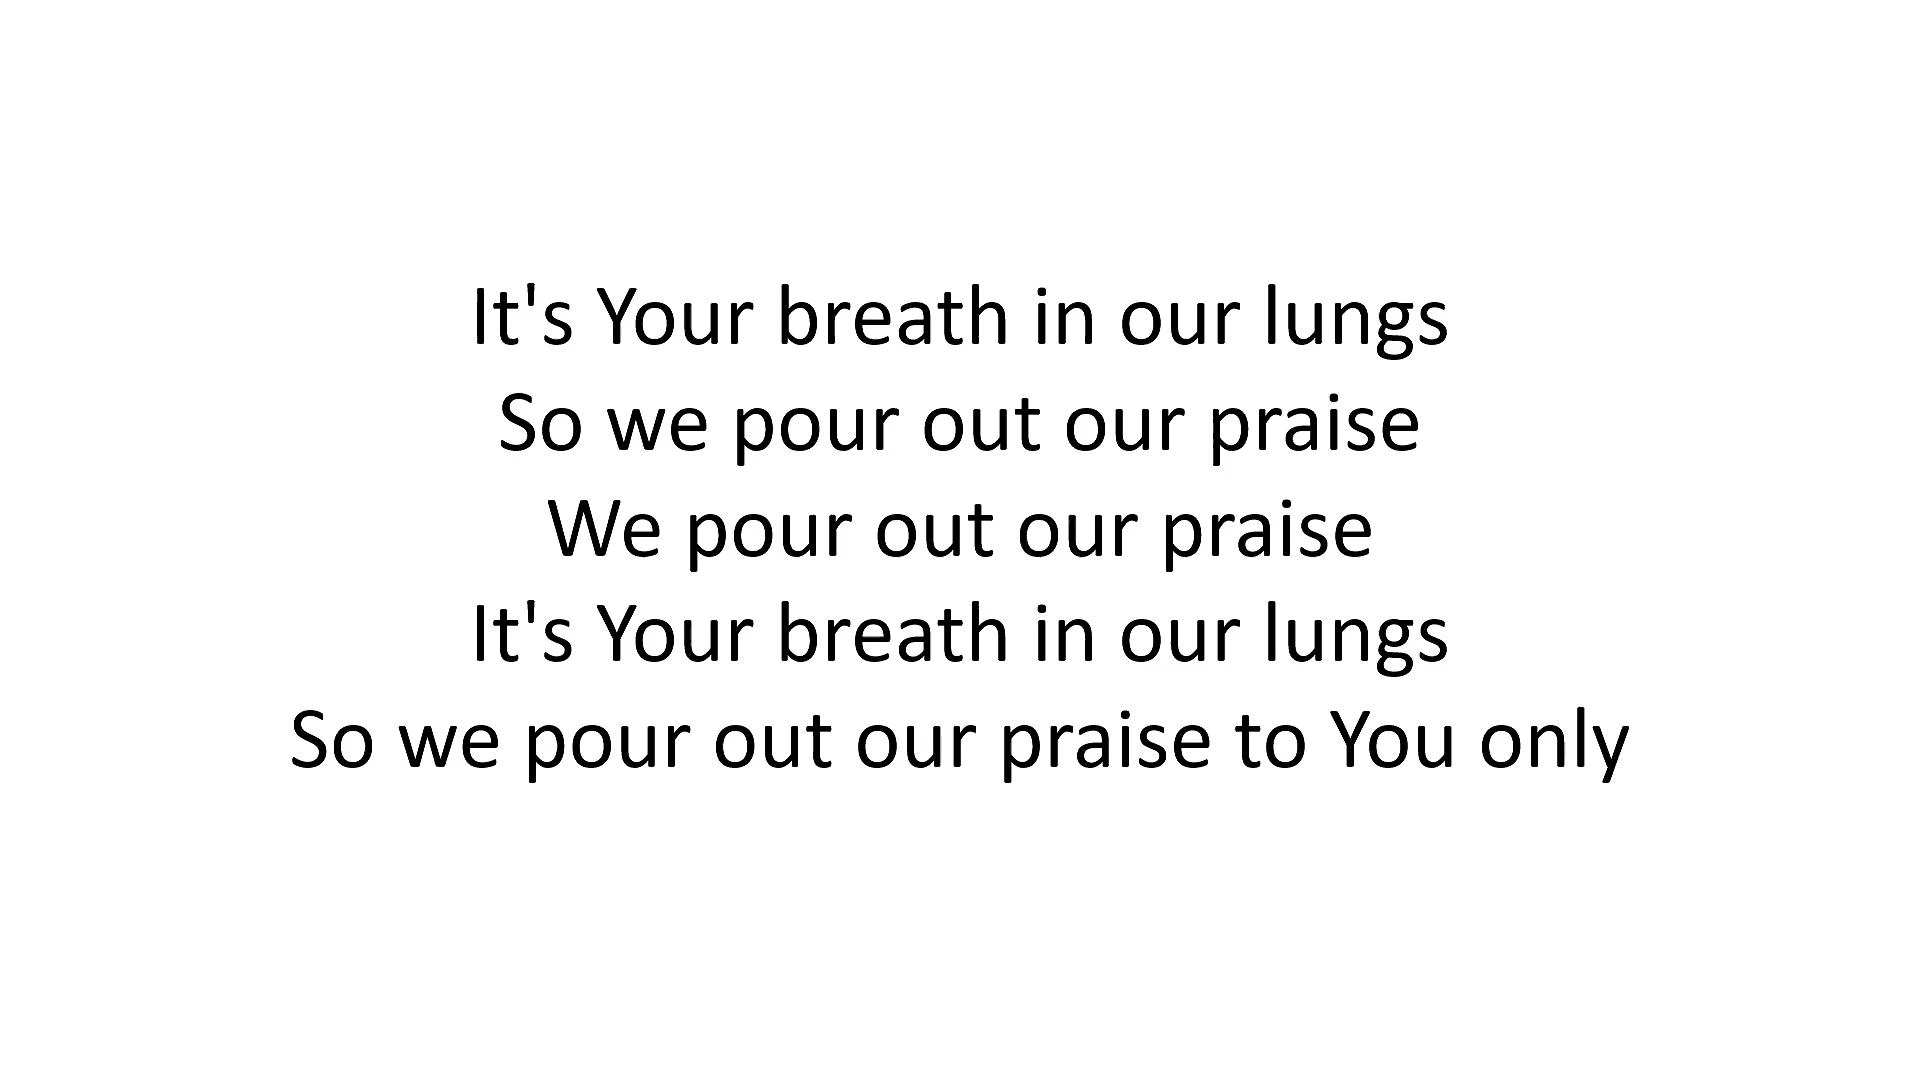 It's Your breath in our lungs
So we pour out our praise
We pour out our praise
It's Your breath in our lungs
So we pour out our praise to You only